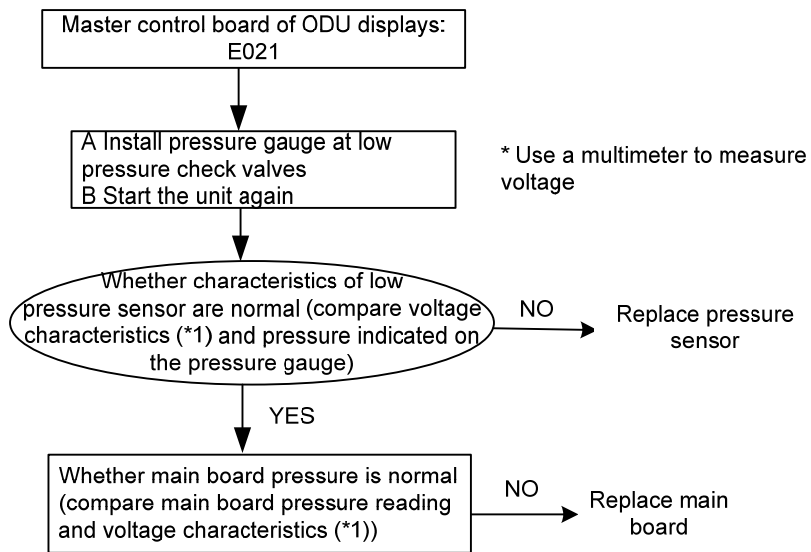 Master control board of ODU displays:
E021
A Install pressure gauge at low
pressure check valves
B Start the unit again
* Use a multimeter to measure
voltage
Whether characteristics of low
pressure sensor are normal (compare voltage
characteristics (*1) and pressure indicated on
the pressure gauge)
NO
Replace pressure
sensor
YES
Whether main board pressure is normal
(compare main board pressure reading
and voltage characteristics (*1))
NO
Replace main
board